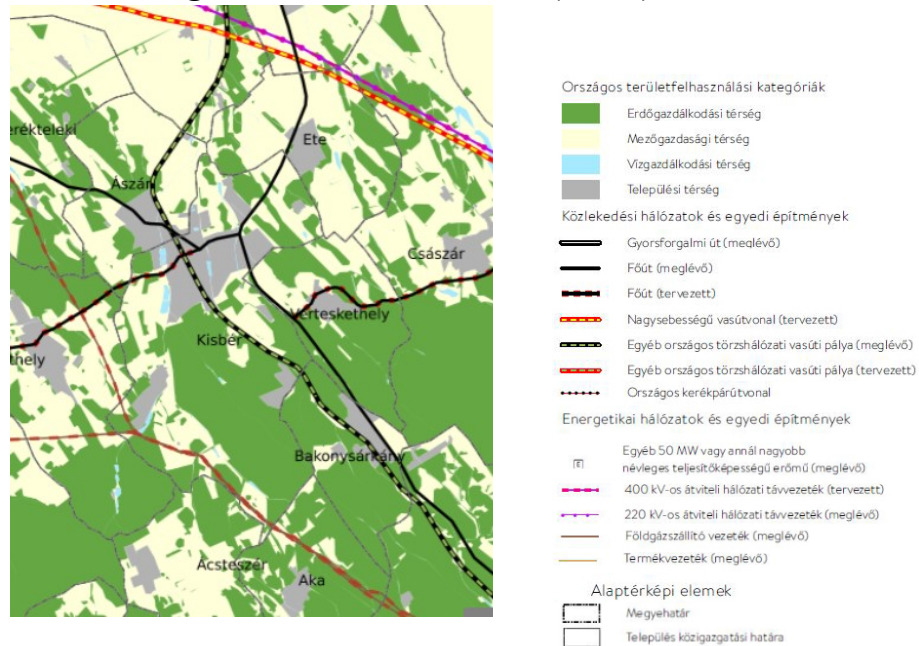 Ete
Ászár
Császár
Vérteskethely
Kisbér
Bakonysárkány
Ácsteszér
Aka
Országos területfelhasználási kategóriák
Erdőgazdálkodási térség
Mezőgazdasági térség
Vízgazdálkodási térség
Települési térség
Közlekedési hálózatok és egyedi építmények
Gyorsforgalmi út (meglévő)
Főút (meglévő)
Főút (tervezett)
Nagysebességű vasútvonal (tervezett)
Egyéb országos törzshálózati vasúti pálya (meglévő)
Egyéb országos törzshálózati vasúti pálya (tervezett)
Országos kerékpárútvonal
Energetikai hálózatok és egyedi építmények
E
Egyéb 50 MW vagy annál nagyobb
névleges teljesítőképességű erőmű (meglévő)
400 kV-os átviteli hálózati távvezeték (tervezett)
220 kV-os átviteli hálózati távvezeték (meglévő)
Földgázszállító vezeték (meglévő)
Termékvezeték (meglévő)
Alaptérképi elemek
Megyehatár
Település közigazgatási határa